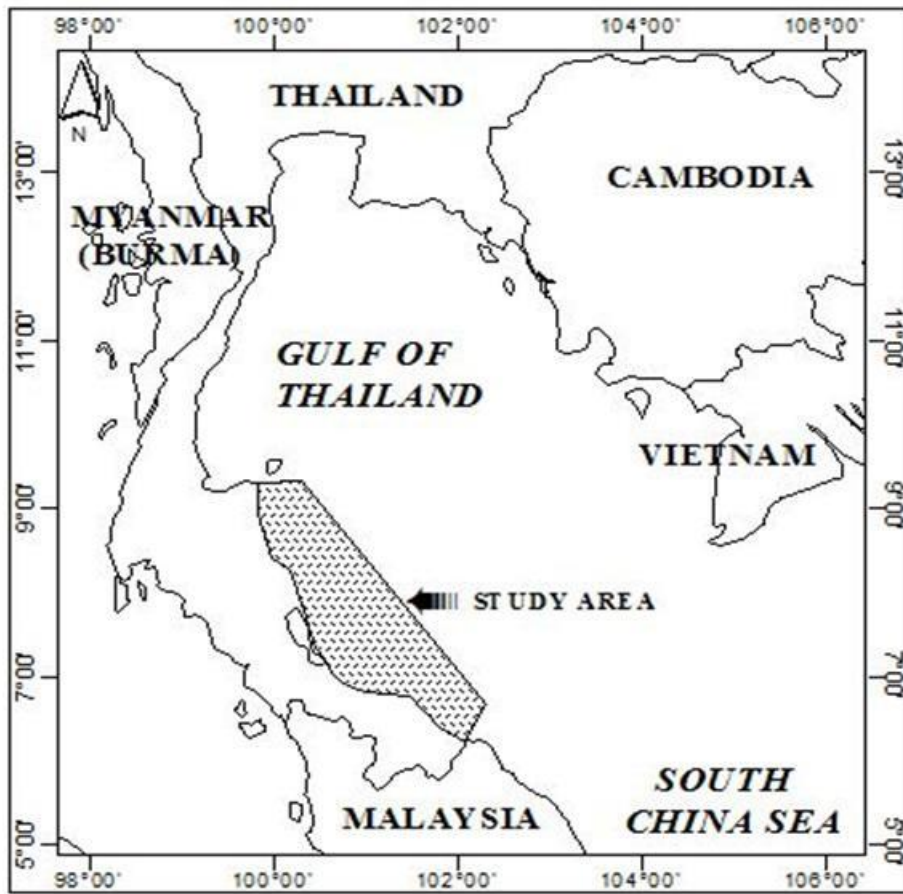 98°00' 100°00' 102°00' 104°00' 106°00'
THAILAND
N
13°00' 13°00'
CAMBODIA
MYANMAR
(BURMA)
11°00' 11°00'
GULF OF
THAILAND
VIETNAM
9°00' 9°00'
STUDY AREA
7°00' 7°00'
SOUTH
CHINA SEA
MALAYSIA
5°00' 5°00'
98°00' 100°00' 102°00' 104°00' 106°00'